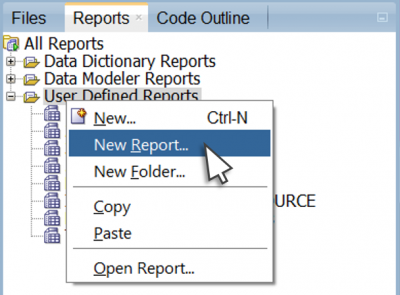 Files Reports Code Outline
All Reports
Data Dictionary Reports
Data Modeler Reports
User Defined Reports
New... Ctrl-N
New Report...
New Folder...
Copy
Paste
Open Report...